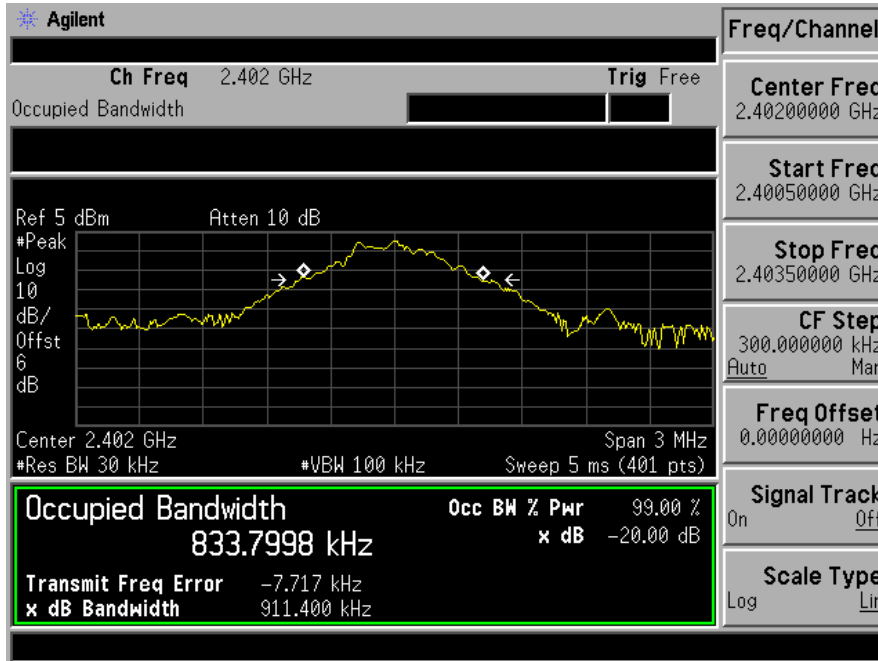 Agilent
Freq/Channel
Ch Freq 2.402 GHz Trig Free
Occupied Bandwidth
Center Freq
2.40200000 GHz
Start Freq
2.40050000 GHz
Ref 5 dBm Atten 10 dB
#Peak
Log
10
dB/
Offst
6
dB
Stop Freq
2.40350000 GHz
CF Step
300.000000 kHz
Auto Man
Center 2.402 GHz Span 3 MHz
#Res BW 30 kHz #VBW 100 kHz Sweep 5 ms (401 pts)
Freq Offset
0.00000000 Hz
Occupied Bandwidth
833.7998 kHz
Occ BW % Pwr 99.00 %
x dB -20.00 dB
Transmit Freq Error -7.717 kHz
x dB Bandwidth 911.400 kHz
Signal Track
On Off
Scale Type
Log Lin